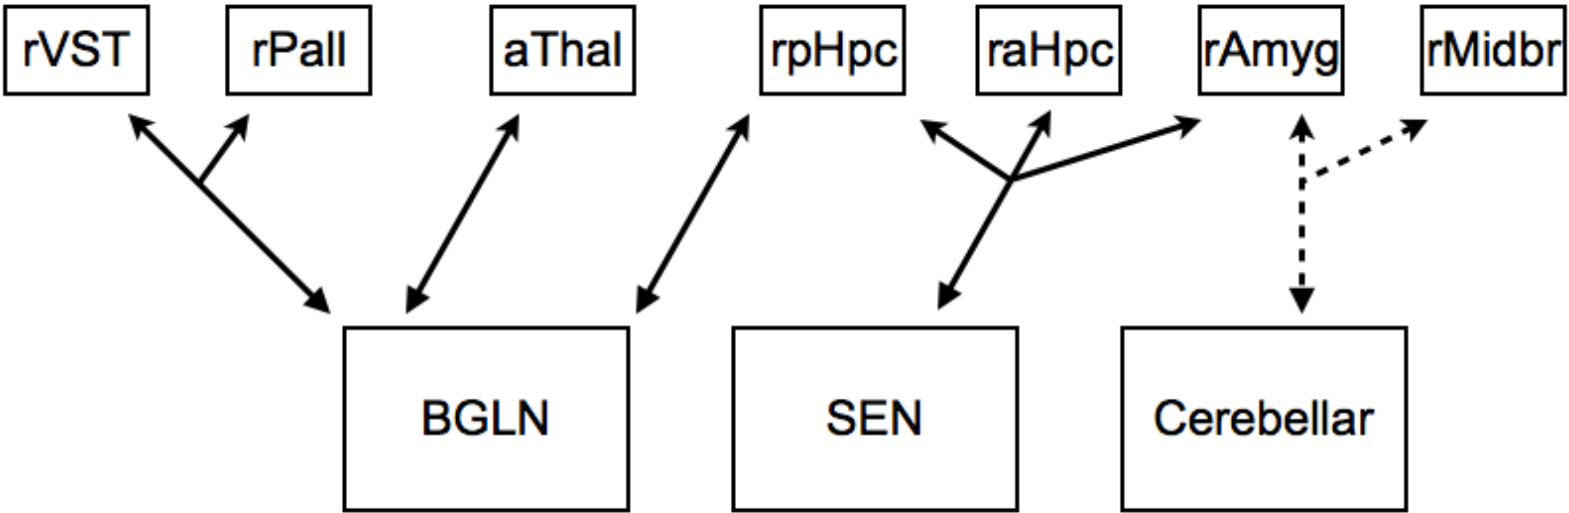 rVST
rPall
aThal
rpHpc
raHpc
rAmyg
rMidbr
BGLN
SEN
Cerebellar